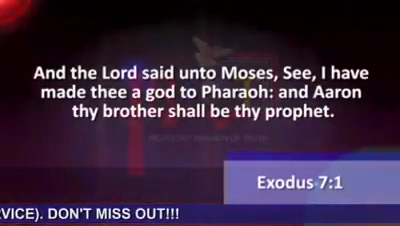 And the Lord said unto Moses, See, I have
made thee a god to Pharaoh: and Aaron
thy brother shall be thy prophet.
Exodus 7:1
RVICE). DON'T MISS OUT!!!